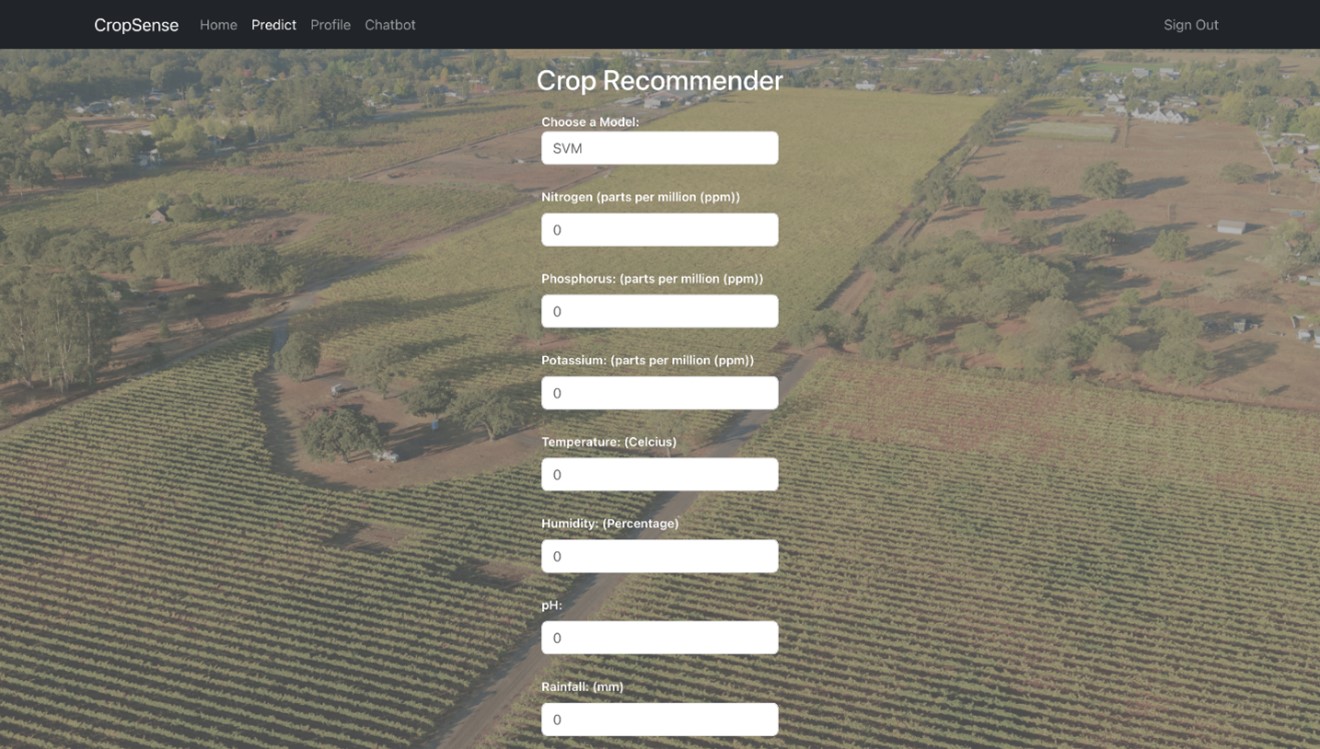 CropSense Home Predict Profile Chatbot Sign Out
Crop Recommender
Choose a Model:
SVM
Nitrogen (parts per million (ppm))
0
Phosphorus: (parts per million (ppm))
0
Potassium: (parts per million (ppm))
0
Temperature: (Celcius)
0
Humidity: (Percentage)
0
pH:
0
Rainfall: (mm)
0